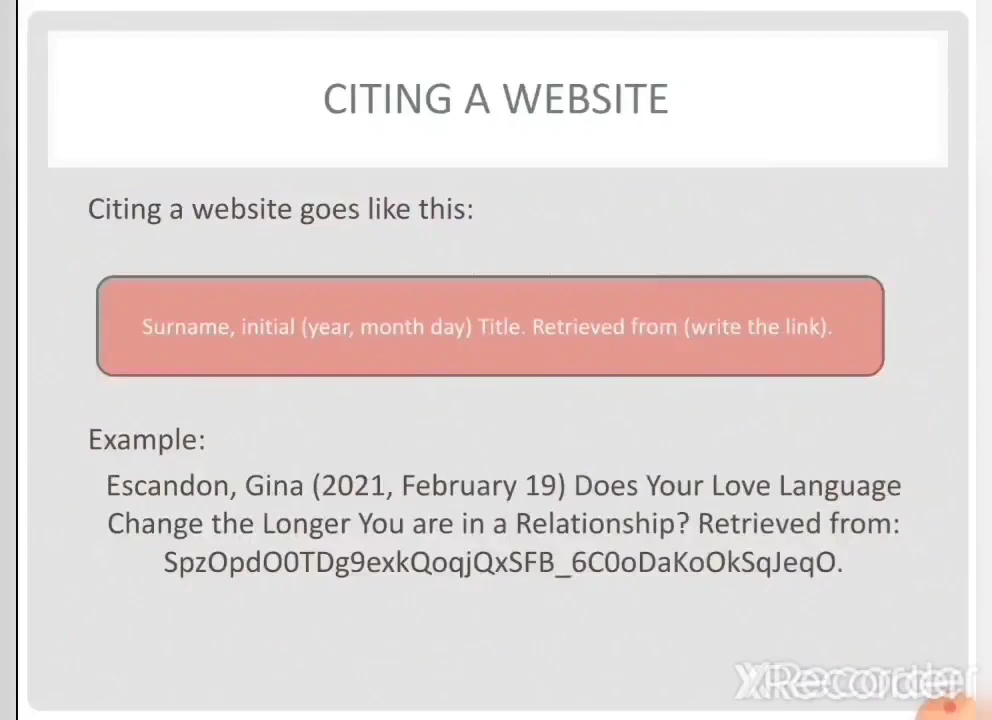 CITING A WEBSITE
Citing a website goes like this:
Surname, initial (year, month day) Title. Retrieved from (write the link).
Example:
Escandon, Gina (2021, February 19) Does Your Love Language
Change the Longer You are in a Relationship? Retrieved from:
SpzOpdO0TDg9exkQoqjQxSFB_6C0oDaKoOkSqJeqO.
XRecorder